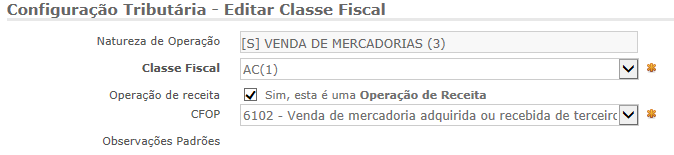 Configuração Tributária - Editar Classe Fiscal
Natureza de Operação [S] VENDA DE MERCADORIAS (3)
Classe Fiscal AC(1)
Operação de receita Sim, esta é uma Operação de Receita
CFOP 6102 - Venda de mercadoria adquirida ou recebida de terceiro
Observações Padrões